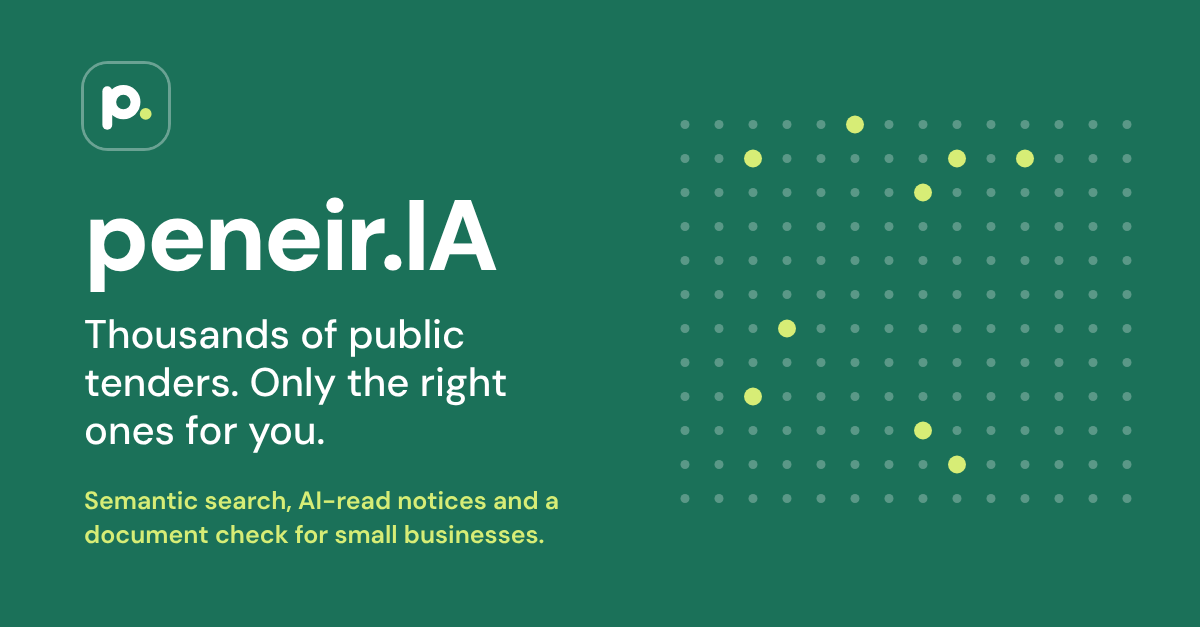 p.
peneir.IA
Thousands of public
tenders. Only the right
ones for you.
Semantic search, AI-read notices and a
document check for small businesses.